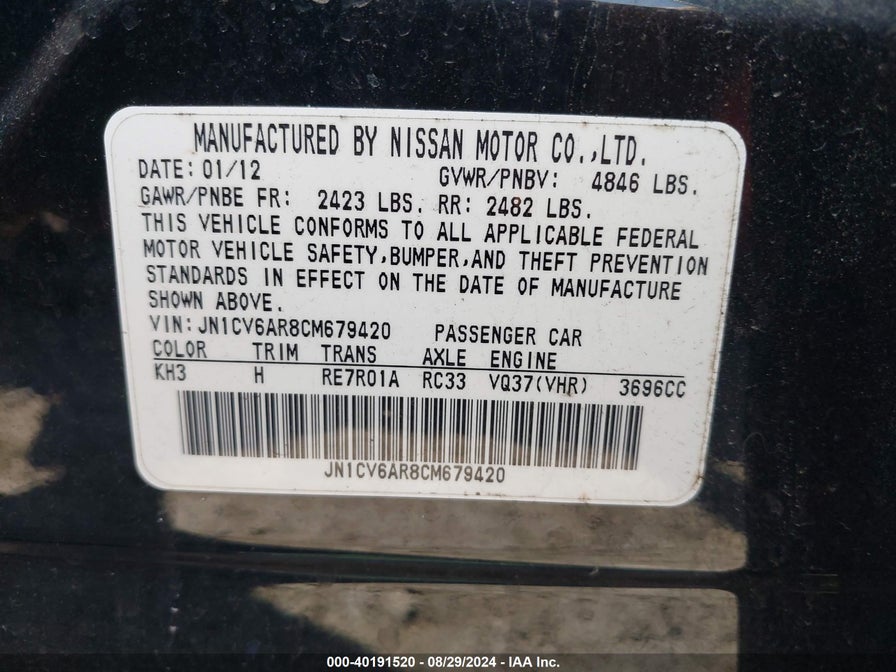 MANUFACTURED BY NISSAN MOTOR CO.,LTD.
DATE: 01/12 GVWR/PNBV: 4846 LBS.
GAWR/PNBE FR: 2423 LBS. RR: 2482 LBS.
THIS VEHICLE CONFORMS TO ALL APPLICABLE FEDERAL
MOTOR VEHICLE SAFETY,BUMPER,AND THEFT PREVENTION
STANDARDS IN EFFECT ON THE DATE OF MANUFACTURE
SHOWN ABOVE.
VIN: JN1CV6AR8CM679420 PASSENGER CAR
COLOR TRIM TRANS AXLE ENGINE
KH3 H RE7R01A RC33 VQ37(VHR) 3696CC
JN1CV6AR8CM679420
000-40191520 - 08/29/2024 - IAA Inc.